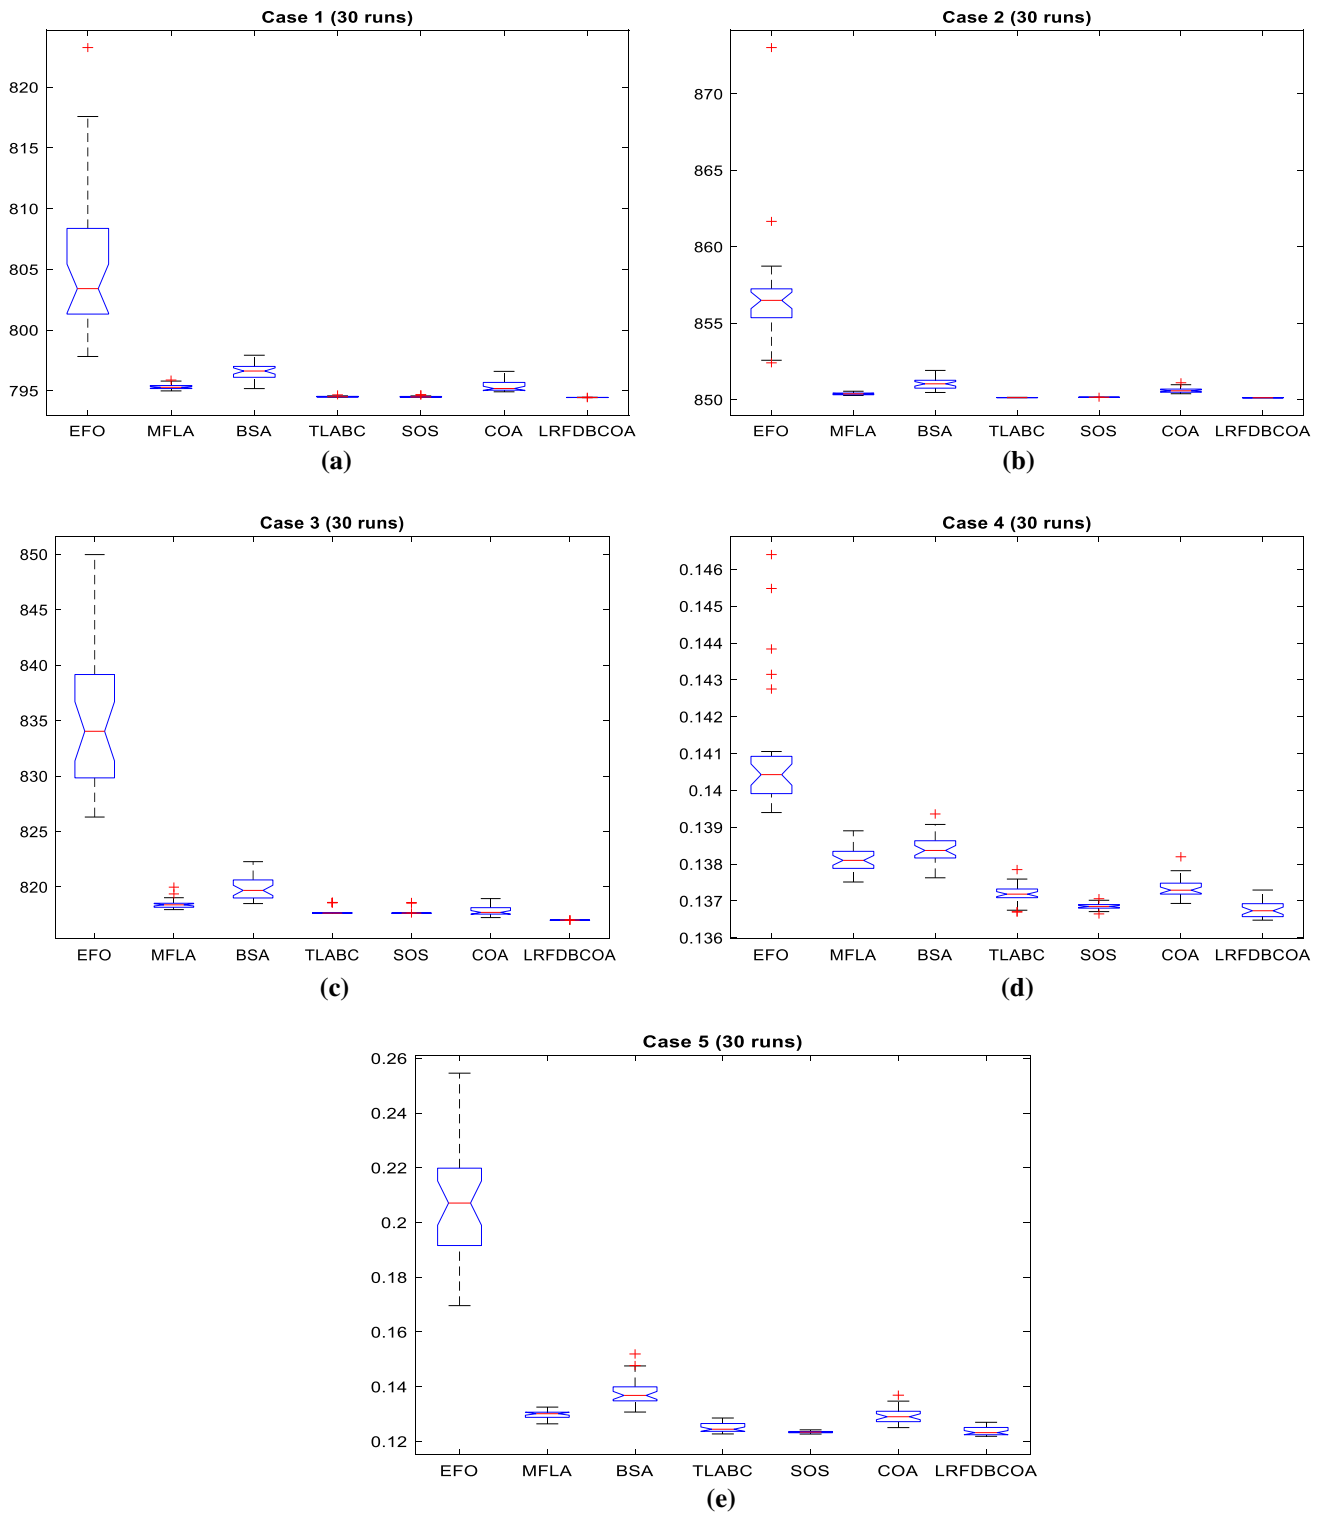 Case 1 (30 runs)
820
815
810
805
800
795
EFO MFLA BSA TLABC SOS COA LRFDBCOA
(a)
Case 2 (30 runs)
870
865
860
855
850
EFO MFLA BSA TLABC SOS COA LRFDBCOA
(b)
Case 3 (30 runs)
850
845
840
835
830
825
820
EFO MFLA BSA TLABC SOS COA LRFDBCOA
(c)
Case 4 (30 runs)
0.146
0.145
0.144
0.143
0.142
0.141
0.14
0.139
0.138
0.137
0.136
EFO MFLA BSA TLABC SOS COA LRFDBCOA
(d)
Case 5 (30 runs)
0.26
0.24
0.22
0.2
0.18
0.16
0.14
0.12
EFO MFLA BSA TLABC SOS COA LRFDBCOA
(e)